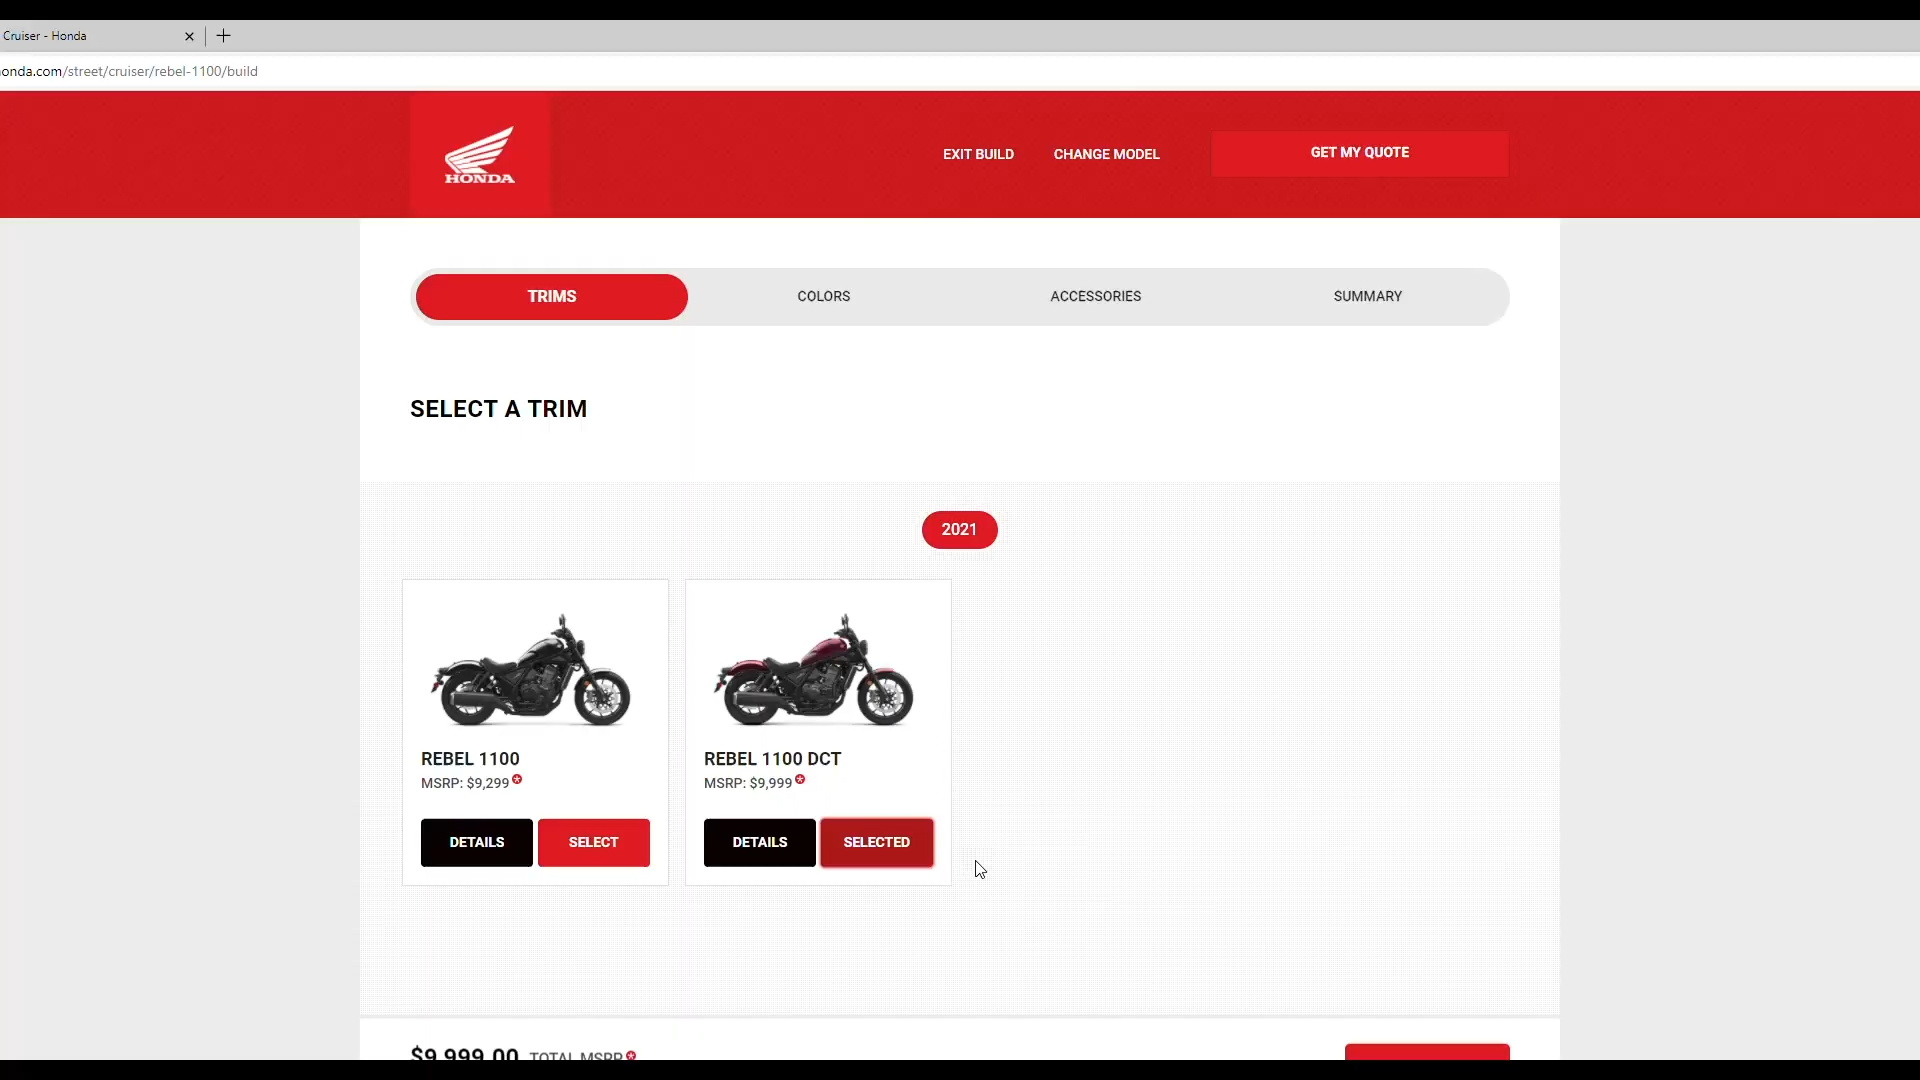 Cruiser - Honda
onda.com/street/cruiser/rebel-1100/build
HONDA
EXIT BUILD
CHANGE MODEL
GET MY QUOTE
TRIMS
COLORS
ACCESSORIES
SUMMARY
SELECT A TRIM
2021
REBEL 1100
MSRP: $9,299*
DETAILS
SELECT
REBEL 1100 DCT
MSRP: $9,999*
DETAILS
SELECTED
$9,999.00 TOTAL MSRP*